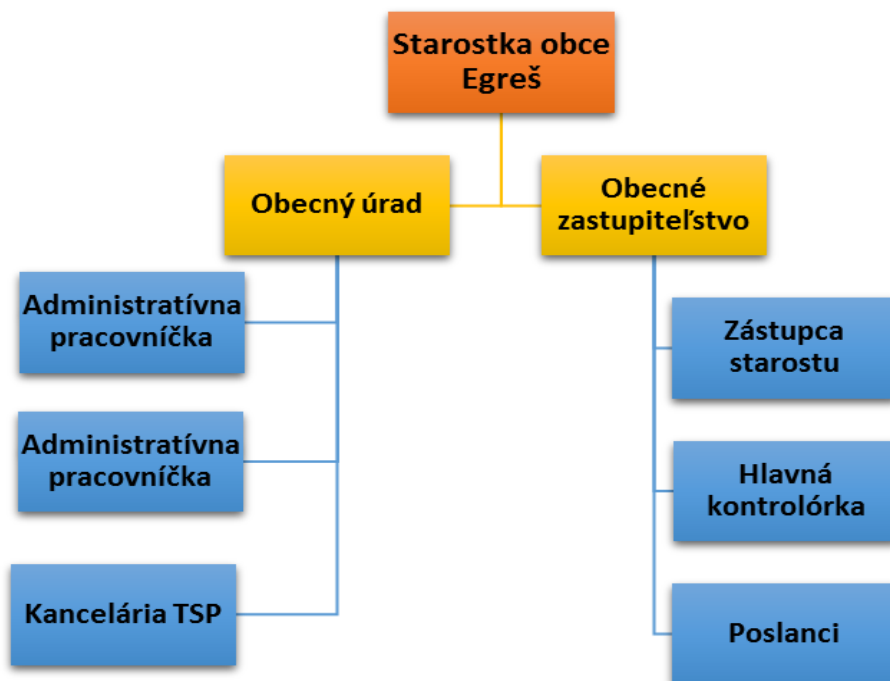 Starostka obce
Egreš
Obecný úrad
Obecné
zastupiteľstvo
Administratívna
pracovníčka
Administratívna
pracovníčka
Kancelária TSP
Zástupca
starostu
Hlavná
kontrolórka
Poslanci